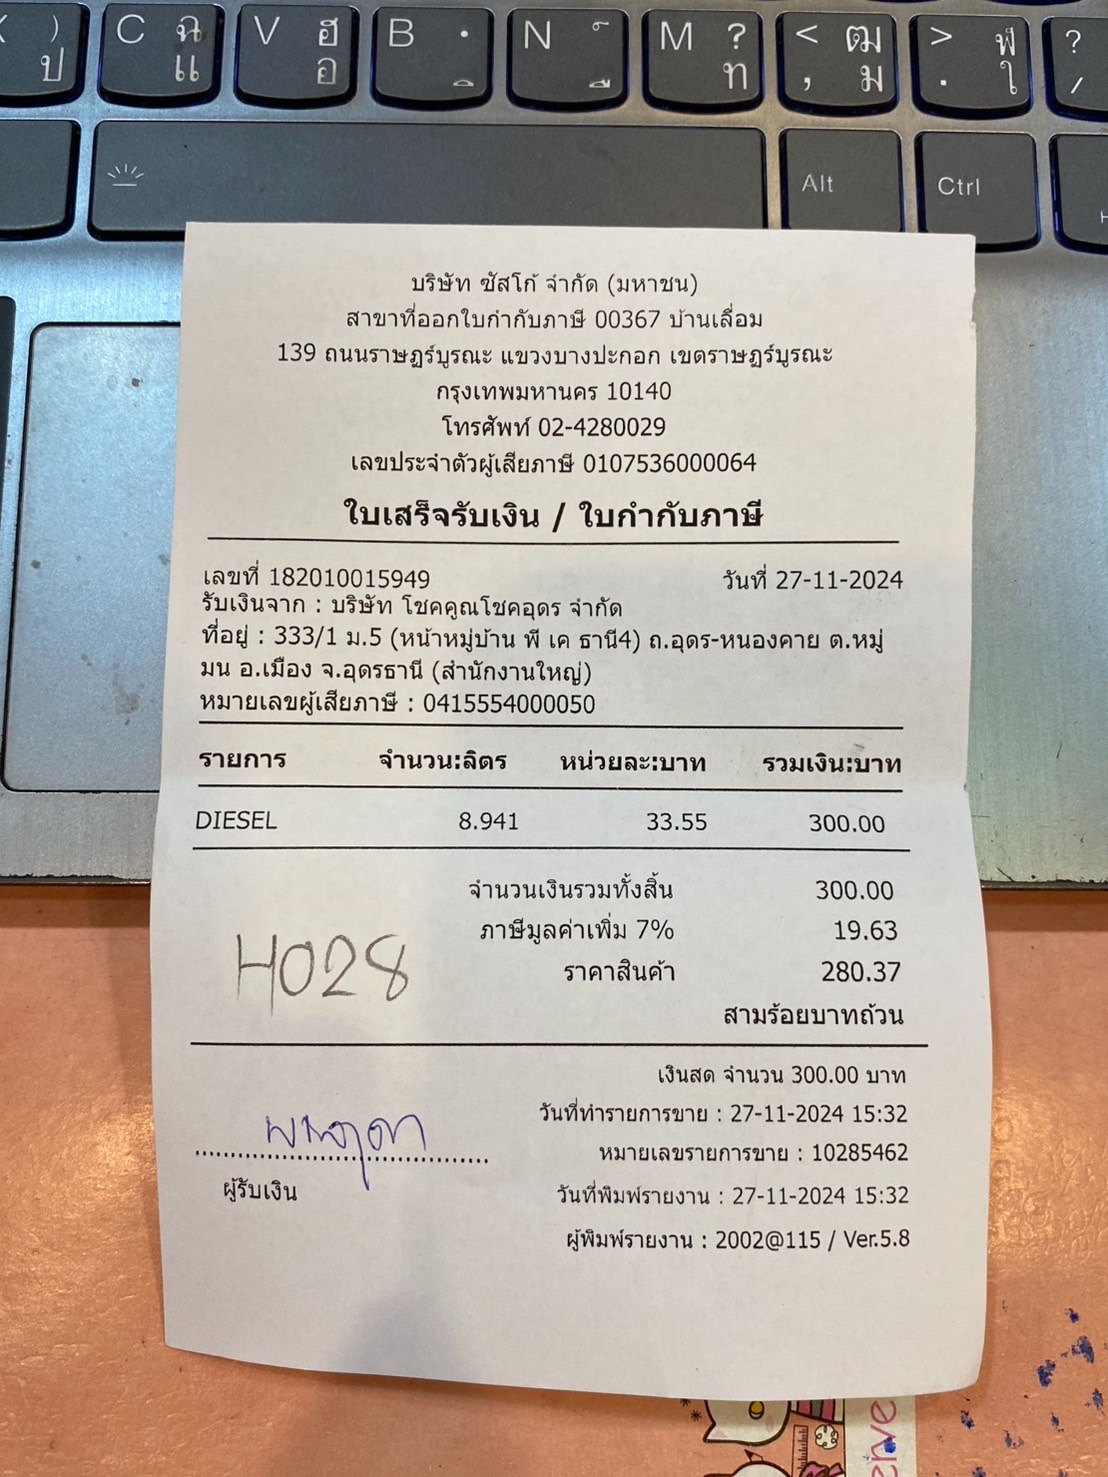 X ) ป
C ฉ แ
V ฮ อ
B . ิ
N ์ ื
M ? ท
< ฒ , ม
> ฬ . ใ
? /
Alt
Ctrl
บริษัท ซัสโก้ จำกัด (มหาชน)
สาขาที่ออกใบกำกับภาษี 00367 บ้านเลื่อม
139 ถนนราษฎร์บูรณะ แขวงบางปะกอก เขตราษฎร์บูรณะ
กรุงเทพมหานคร 10140
โทรศัพท์ 02-4280029
เลขประจำตัวผู้เสียภาษี 0107536000064
ใบเสร็จรับเงิน / ใบกำกับภาษี
เลขที่ 182010015949 วันที่ 27-11-2024
รับเงินจาก : บริษัท โชคคูณโชคอุดร จำกัด
ที่อยู่ : 333/1 ม.5 (หน้าหมู่บ้าน พี เค ธานี4) ถ.อุดร-หนองคาย ต.หมู่
มน อ.เมือง จ.อุดรธานี (สำนักงานใหญ่)
หมายเลขผู้เสียภาษี : 0415554000050
รายการ จำนวน:ลิตร หน่วยละ:บาท รวมเงิน:บาท
DIESEL 8.941 33.55 300.00
จำนวนเงินรวมทั้งสิ้น 300.00
ภาษีมูลค่าเพิ่ม 7% 19.63
ราคาสินค้า 280.37
H028
สามร้อยบาทถ้วน
เงินสด จำนวน 300.00 บาท
วันที่ทำรายการขาย : 27-11-2024 15:32
หมายเลขรายการขาย : 10285462
ผู้รับเงิน
วันที่พิมพ์รายงาน : 27-11-2024 15:32
ผู้พิมพ์รายงาน : 2002@115 / Ver.5.8